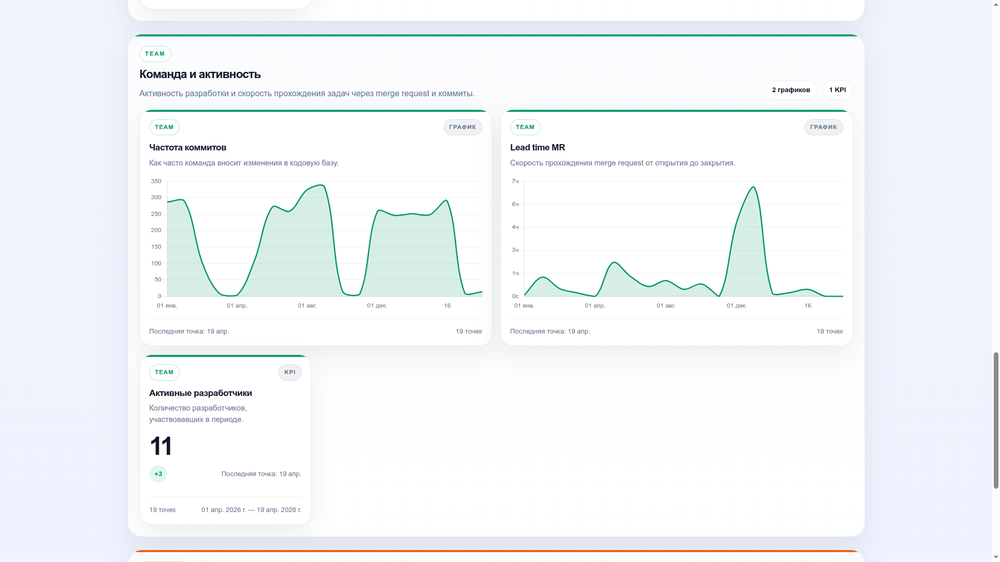 TEAM
Команда и активность
Активность разработки и скорость прохождения задач через merge request и коммиты.
2 графиков
1 KPI
TEAM
ГРАФИК
Частота коммитов
Как часто команда вносит изменения в кодовую базу.
350
300
250
200
150
100
50
0
01 янв.
01 апр.
01 авг.
01 дек.
16
Последняя точка: 19 апр.
19 точек
TEAM
ГРАФИК
Lead time MR
Скорость прохождения merge request от открытия до закрытия.
7ч
6ч
4ч
3ч
1ч
0с
01 янв.
01 апр.
01 авг.
01 дек.
16
Последняя точка: 19 апр.
19 точек
TEAM
KPI
Активные разработчики
Количество разработчиков,
участвовавших в периоде.
11
+3
Последняя точка: 19 апр.
19 точек
01 апр. 2026 г. — 19 апр. 2026 г.